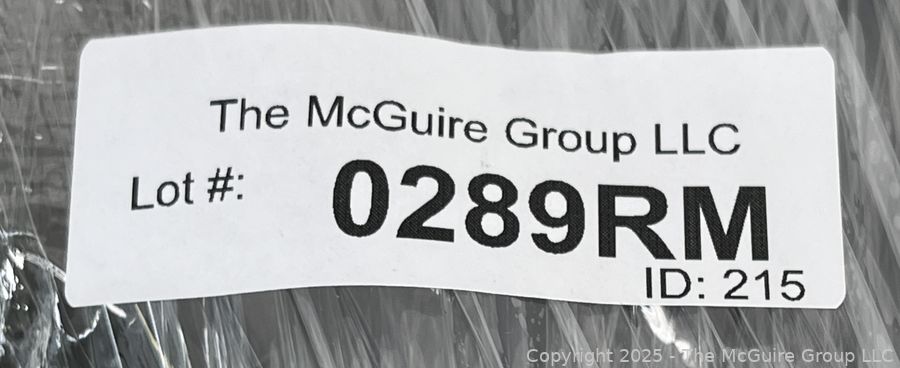 The McGuire Group LLC
Lot #: 0289RM
ID: 215
Copyright 2025 - The McGuire Group LLC